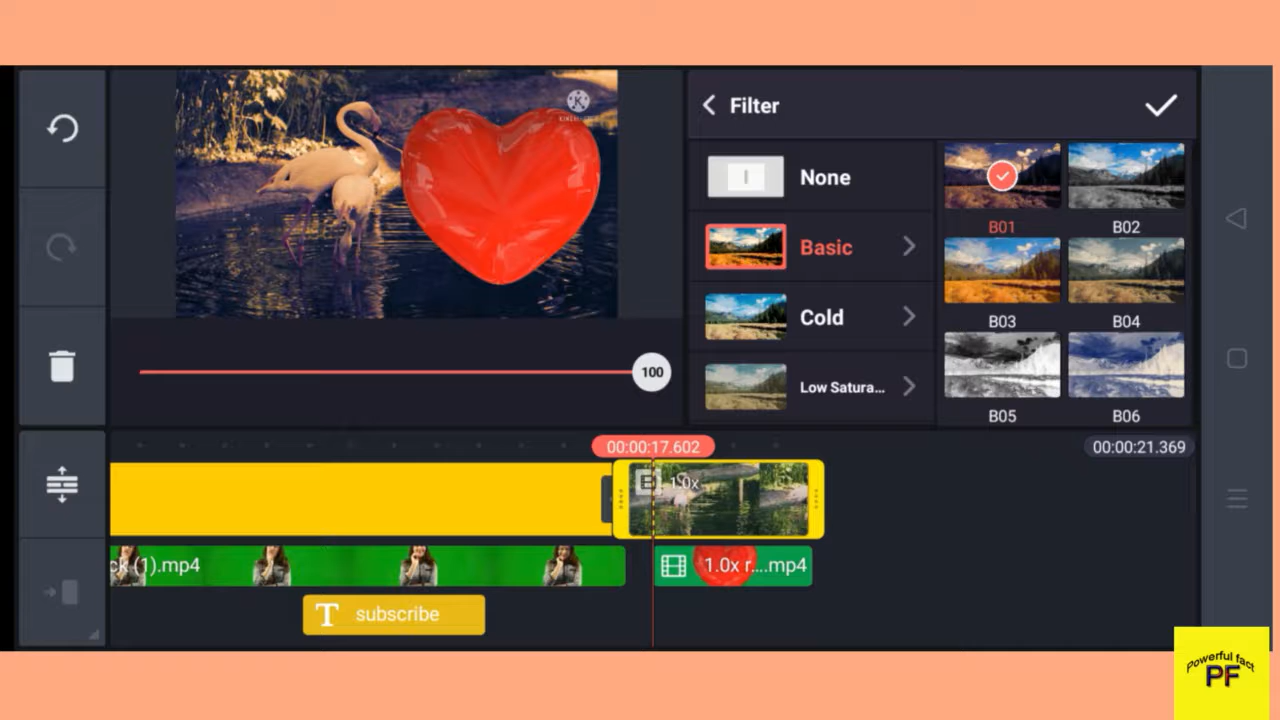 Filter
None
Basic
Cold
Low Satura...
B01
B02
B03
B04
B05
B06
100
00:00:17.602
00:00:21.369
1.0x
ck (1).mp4
1.0x r....mp4
T subscribe
Powerful fact
PF